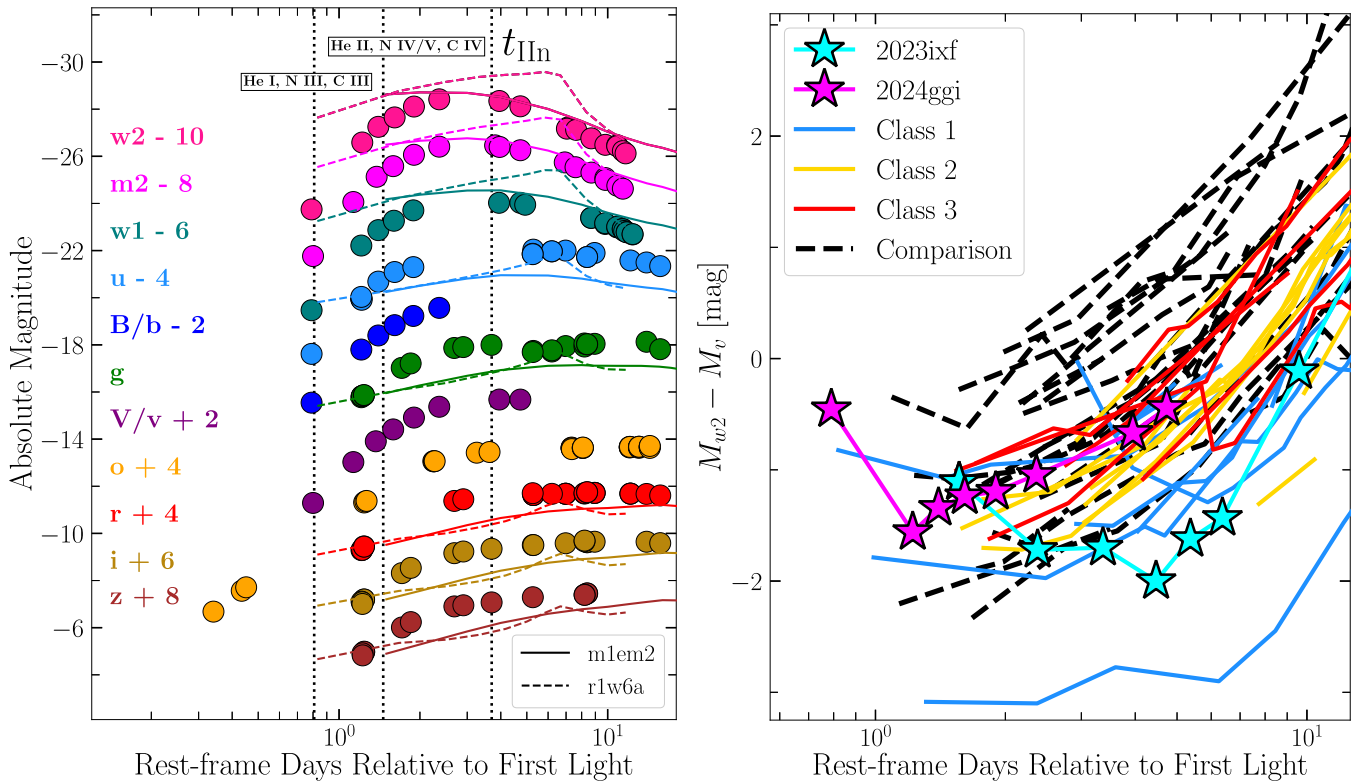 Absolute Magnitude
−30
−26
−22
−18
−14
−10
−6
He II, N IV/V, C IV
t_IIn
He I, N III, C III
w2 - 10
m2 - 8
w1 - 6
u - 4
B/b - 2
g
V/v + 2
o + 4
r + 4
i + 6
z + 8
m1em2
r1w6a
10^0
10^1
Rest-frame Days Relative to First Light
M_w2 − M_v [mag]
2
0
−2
2023ixf
2024ggi
Class 1
Class 2
Class 3
Comparison
10^0
10^1
Rest-frame Days Relative to First Light